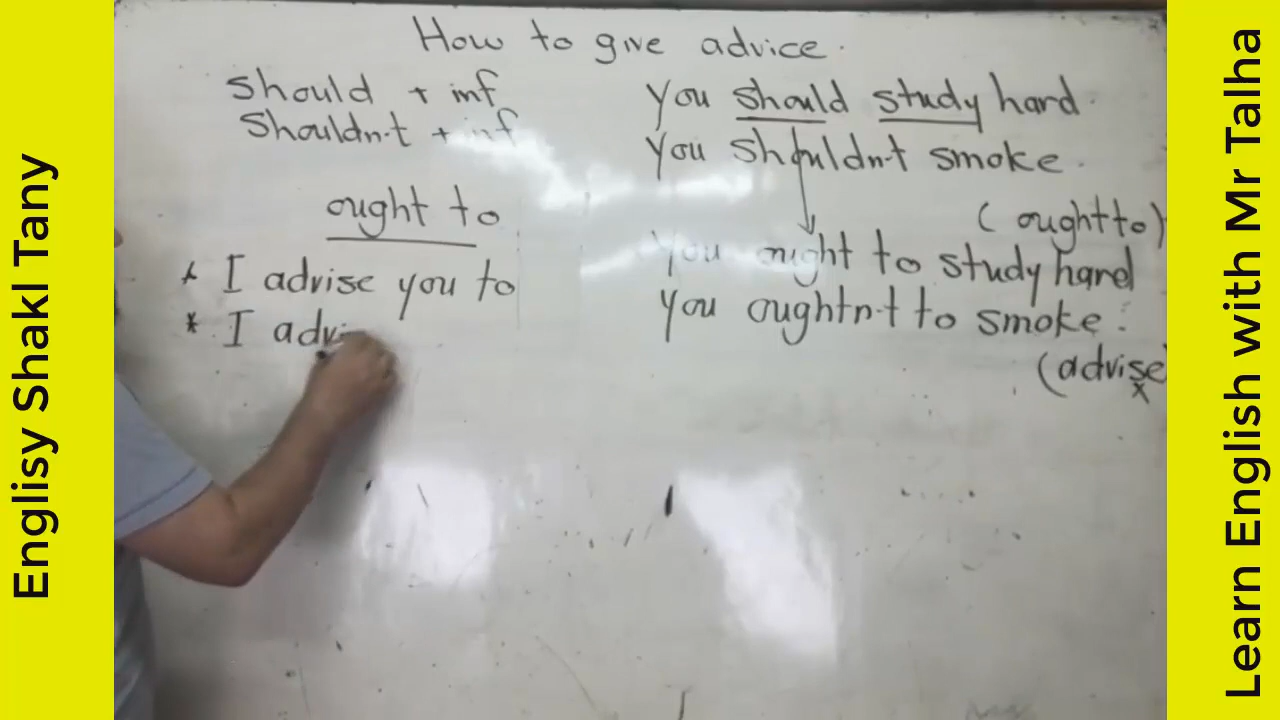 Englisy Shakl Tany
How to give advice.
should + inf
Shouldn't + inf
ought to
* I advise you to
* I advi
You should study hard.
You shouldn't smoke.
(ought to)
You ought to study hard
you oughtn't to smoke.
(advise
x
Learn English with Mr Talha